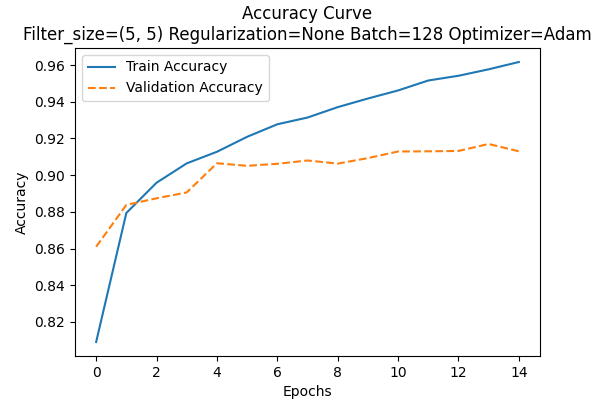 Accuracy Curve
Filter_size=(5, 5) Regularization=None Batch=128 Optimizer=Adam
Train Accuracy
Validation Accuracy
0.96
0.94
0.92
0.90
0.88
0.86
0.84
0.82
Accuracy
0 2 4 6 8 10 12 14
Epochs